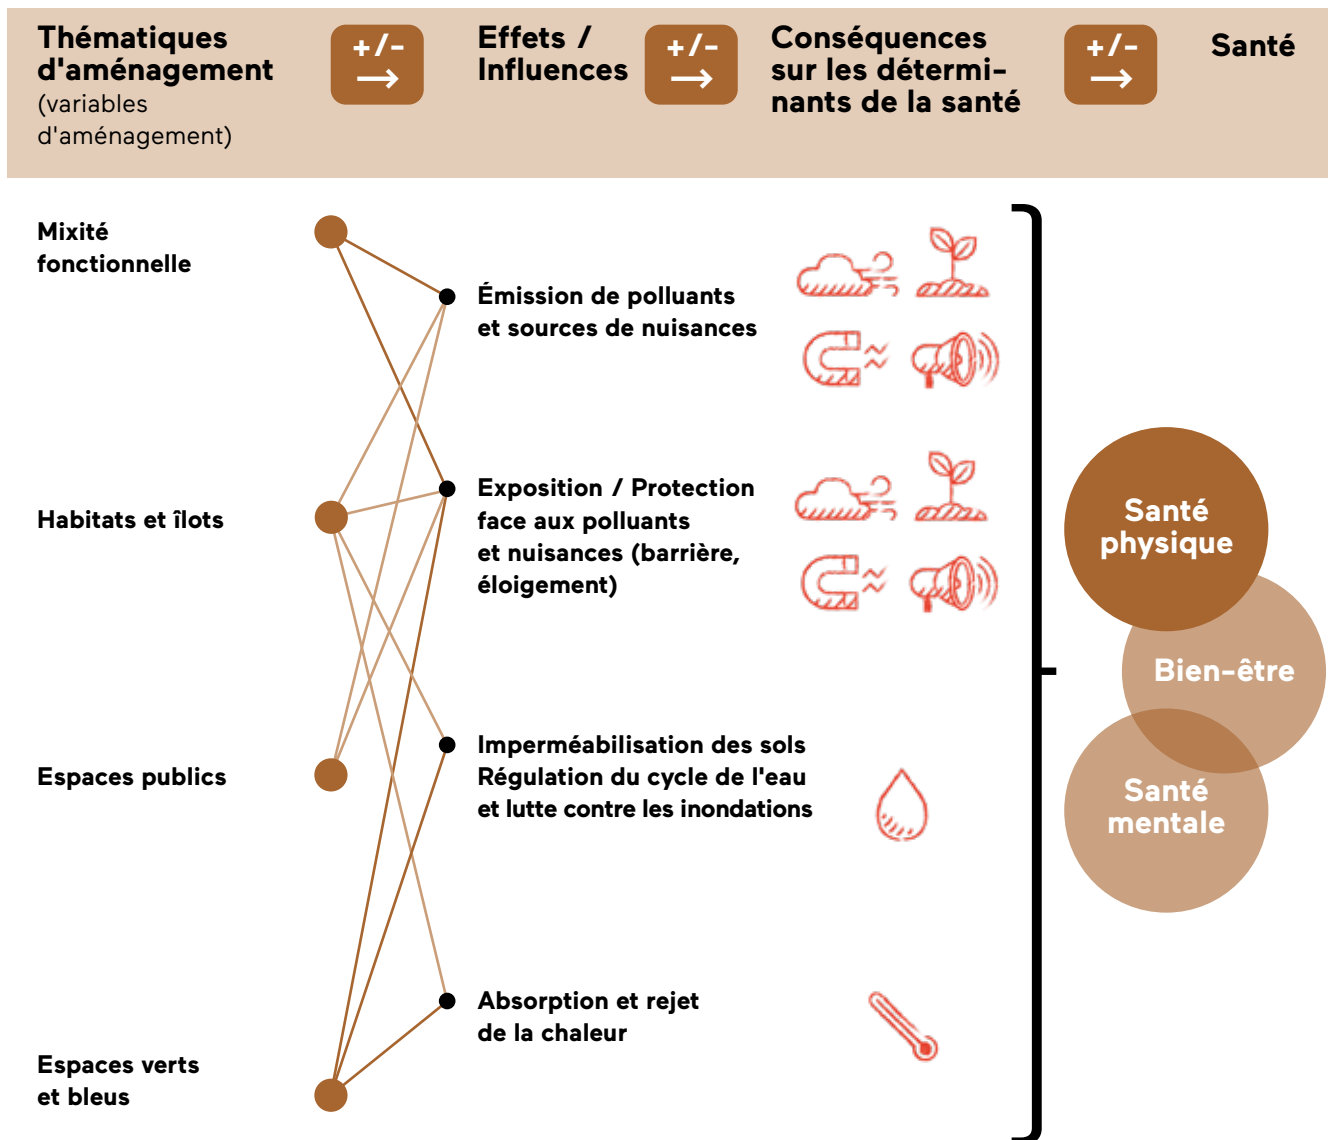 Thématiques
d'aménagement
(variables
d'aménagement)
+/-
Effets /
Influences
+/-
Conséquences
sur les détermi-
nants de la santé
+/-
Santé
Mixité
fonctionnelle
Habitats et îlots
Espaces publics
Espaces verts
et bleus
Émission de polluants
et sources de nuisances
Exposition / Protection
face aux polluants
et nuisances (barrière,
éloigement)
Imperméabilisation des sols
Régulation du cycle de l'eau
et lutte contre les inondations
Absorption et rejet
de la chaleur
Santé
physique
Bien-être
Santé
mentale